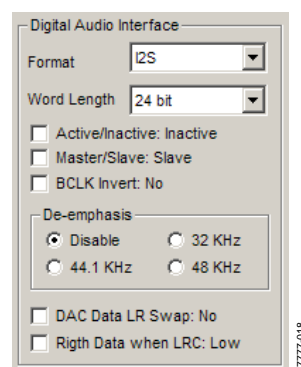 Digital Audio Interface
Format I2S
Word Length 24 bit
Active/Inactive: Inactive
Master/Slave: Slave
BCLK Invert: No
De-emphasis
Disable 32 KHz
44.1 KHz 48 KHz
DAC Data LR Swap: No
Rigth Data when LRC: Low